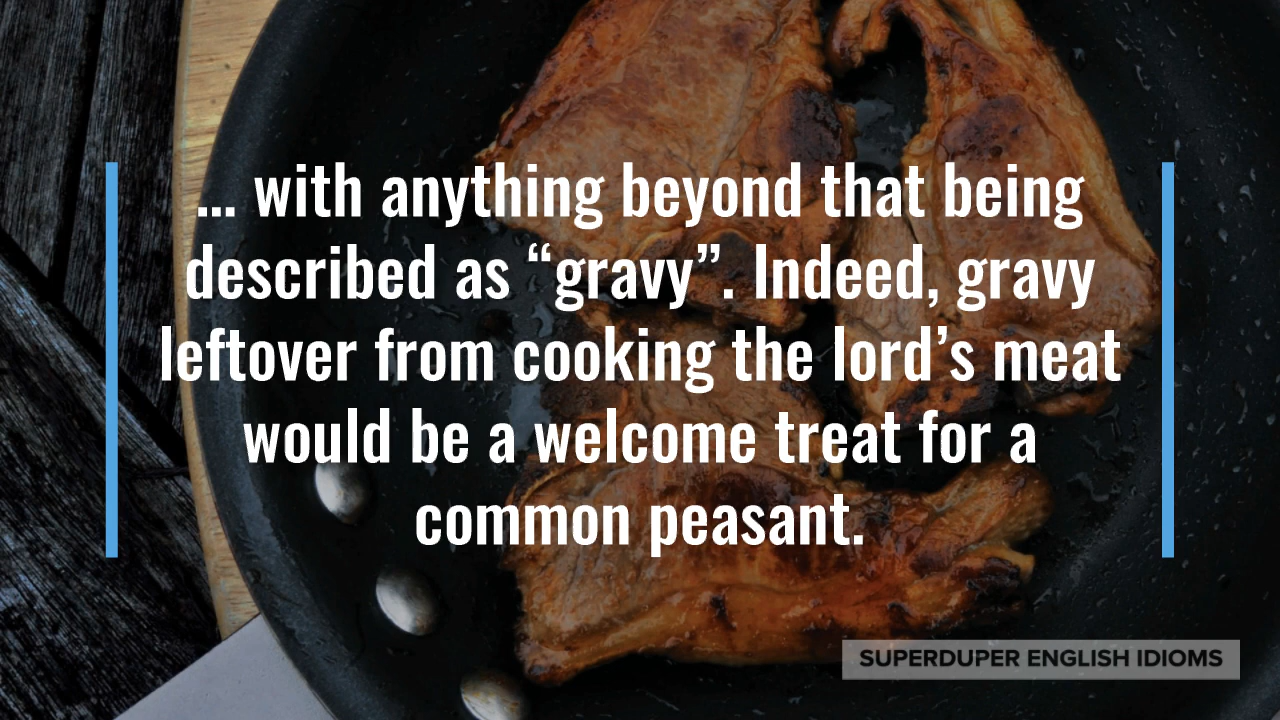 ... with anything beyond that being
described as “gravy”. Indeed, gravy
leftover from cooking the lord’s meat
would be a welcome treat for a
common peasant.
SUPERDUPER ENGLISH IDIOMS